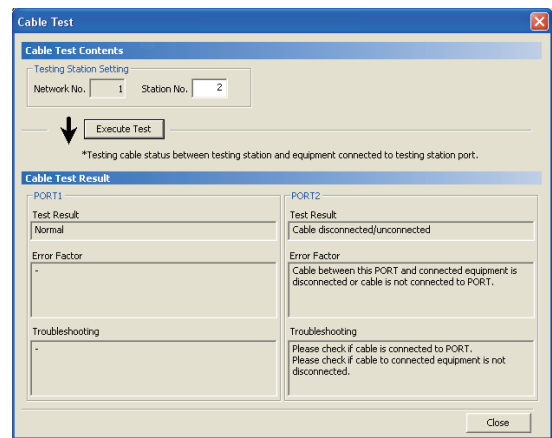 Cable Test
Cable Test Contents
Testing Station Setting
Network No. 1 Station No. 2
Execute Test
*Testing cable status between testing station and equipment connected to testing station port.
Cable Test Result
PORT1
Test Result
Normal
Error Factor
-
Troubleshooting
-
PORT2
Test Result
Cable disconnected/unconnected
Error Factor
Cable between this PORT and connected equipment is
disconnected or cable is not connected to PORT.
Troubleshooting
Please check if cable is connected to PORT.
Please check if cable to connected equipment is not
disconnected.
Close